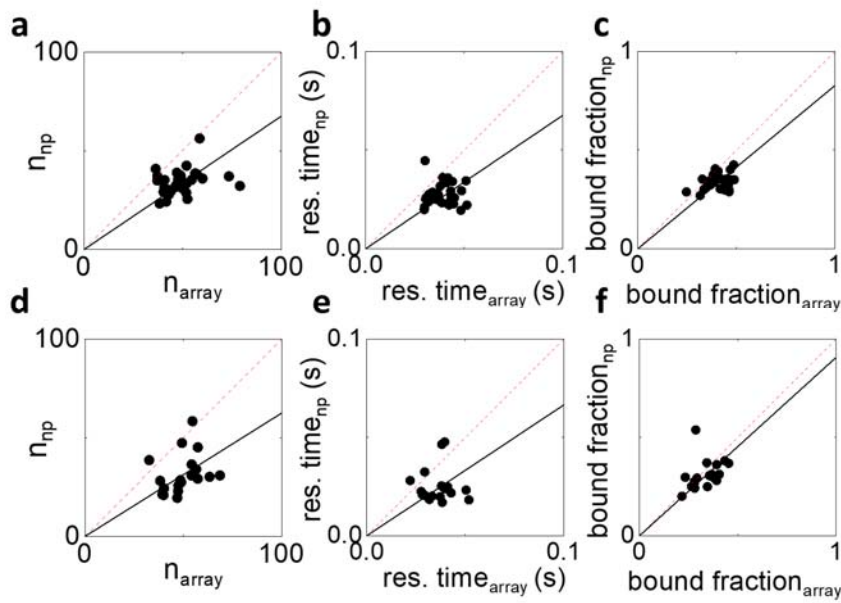 a
100
n_np
0
0
100
n_array
b
0.1
res. time_np (s)
0.0
0.0
0.1
res. time_array (s)
c
1
bound fraction_np
0
0
1
bound fraction_array
d
100
n_np
0
0
100
n_array
e
0.1
res. time_np (s)
0.0
0.0
0.1
res. time_array (s)
f
1
bound fraction_np
0
0
1
bound fraction_array